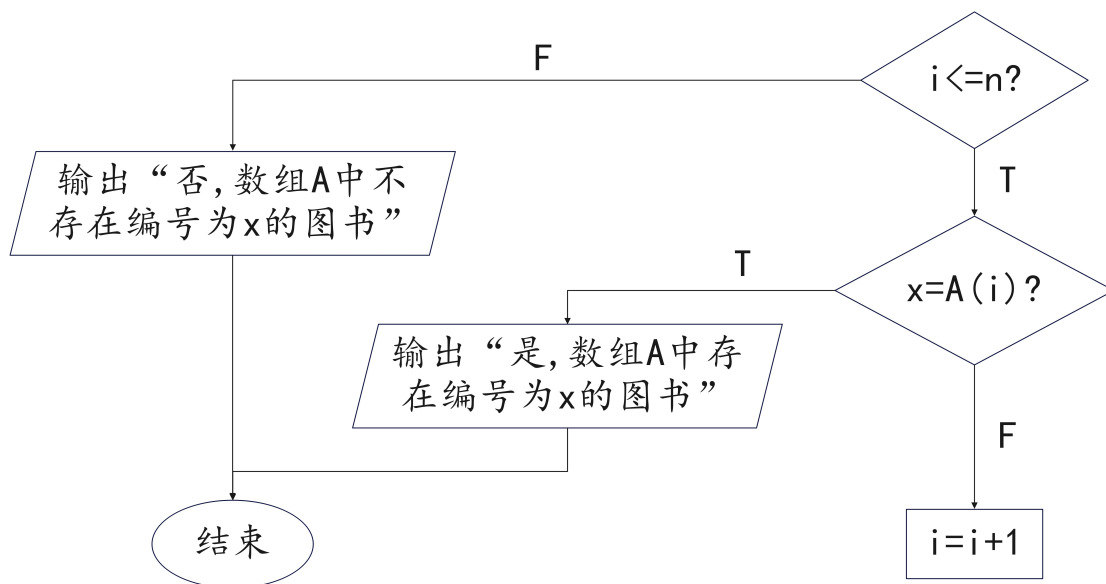 F
i<=n?
输出“否,数组A中不
存在编号为x的图书”
T
T
x=A(i)?
输出“是,数组A中存
在编号为x的图书”
F
结束
i=i+1